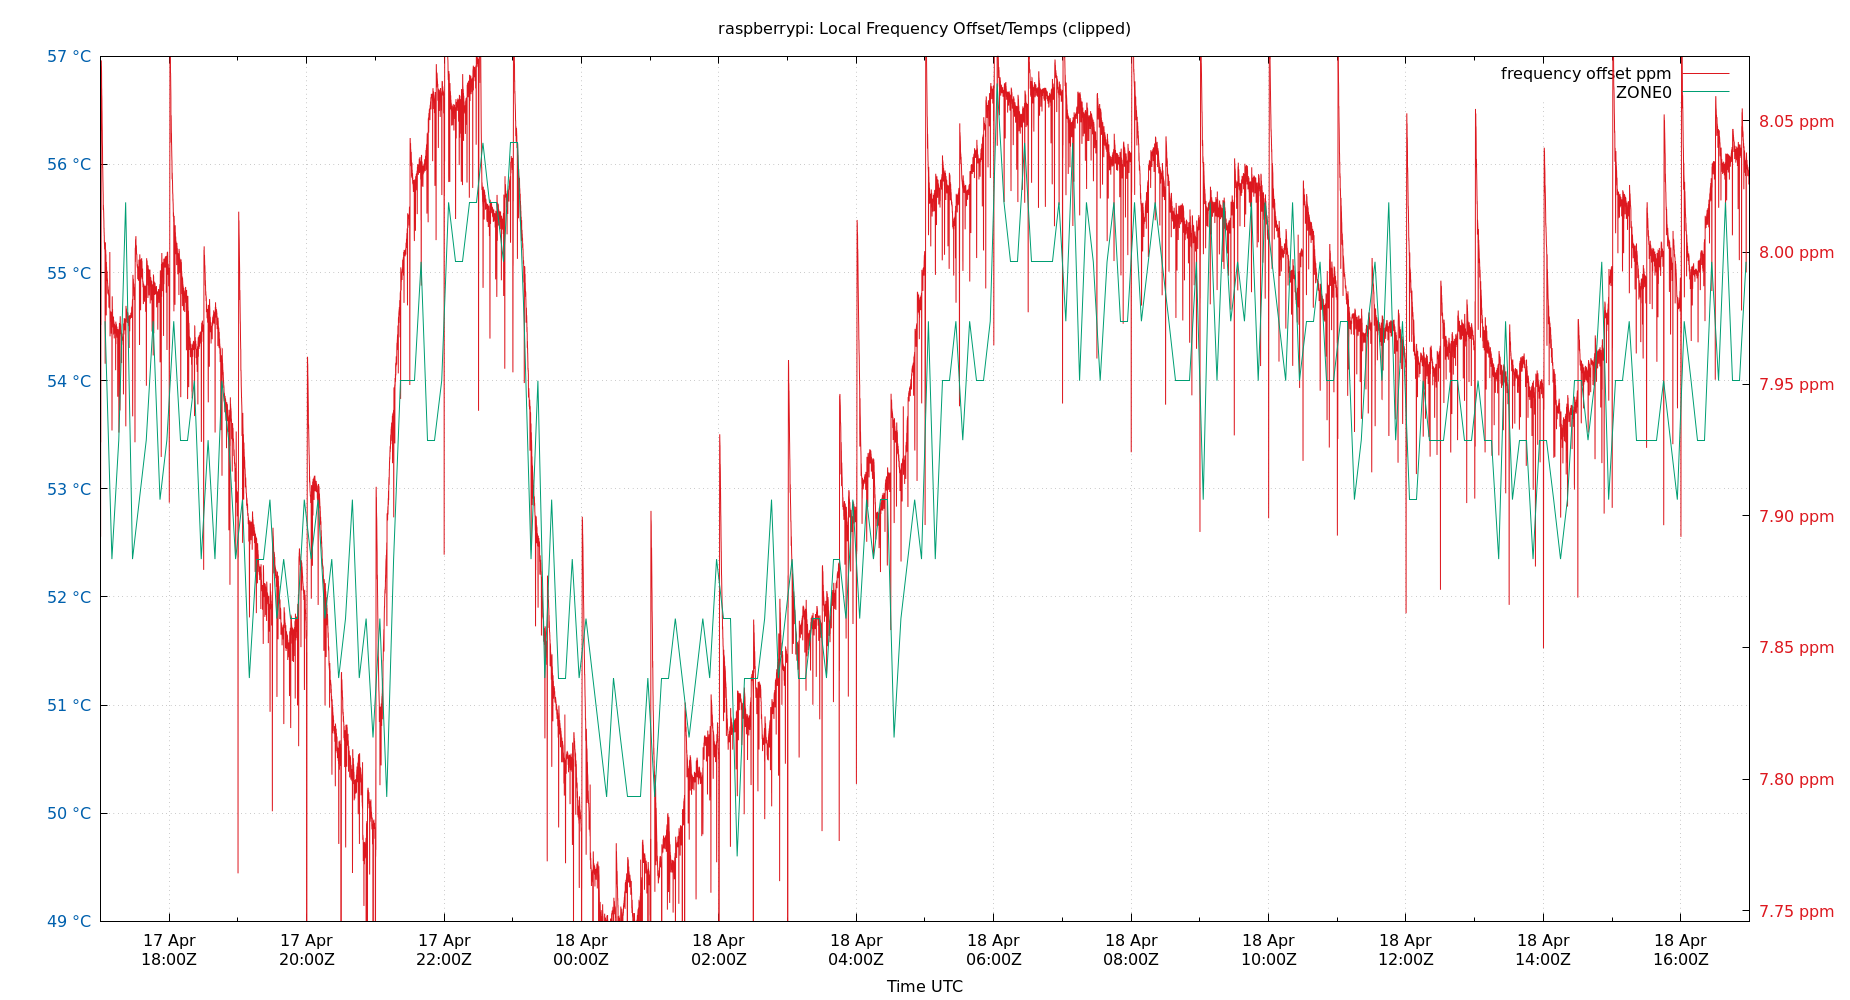 raspberrypi: Local Frequency Offset/Temps (clipped)
frequency offset ppm
ZONE0
57 °C
56 °C
55 °C
54 °C
53 °C
52 °C
51 °C
50 °C
49 °C
8.05 ppm
8.00 ppm
7.95 ppm
7.90 ppm
7.85 ppm
7.80 ppm
7.75 ppm
17 Apr
18:00Z
17 Apr
20:00Z
17 Apr
22:00Z
18 Apr
00:00Z
18 Apr
02:00Z
18 Apr
04:00Z
18 Apr
06:00Z
18 Apr
08:00Z
18 Apr
10:00Z
18 Apr
12:00Z
18 Apr
14:00Z
18 Apr
16:00Z
Time UTC